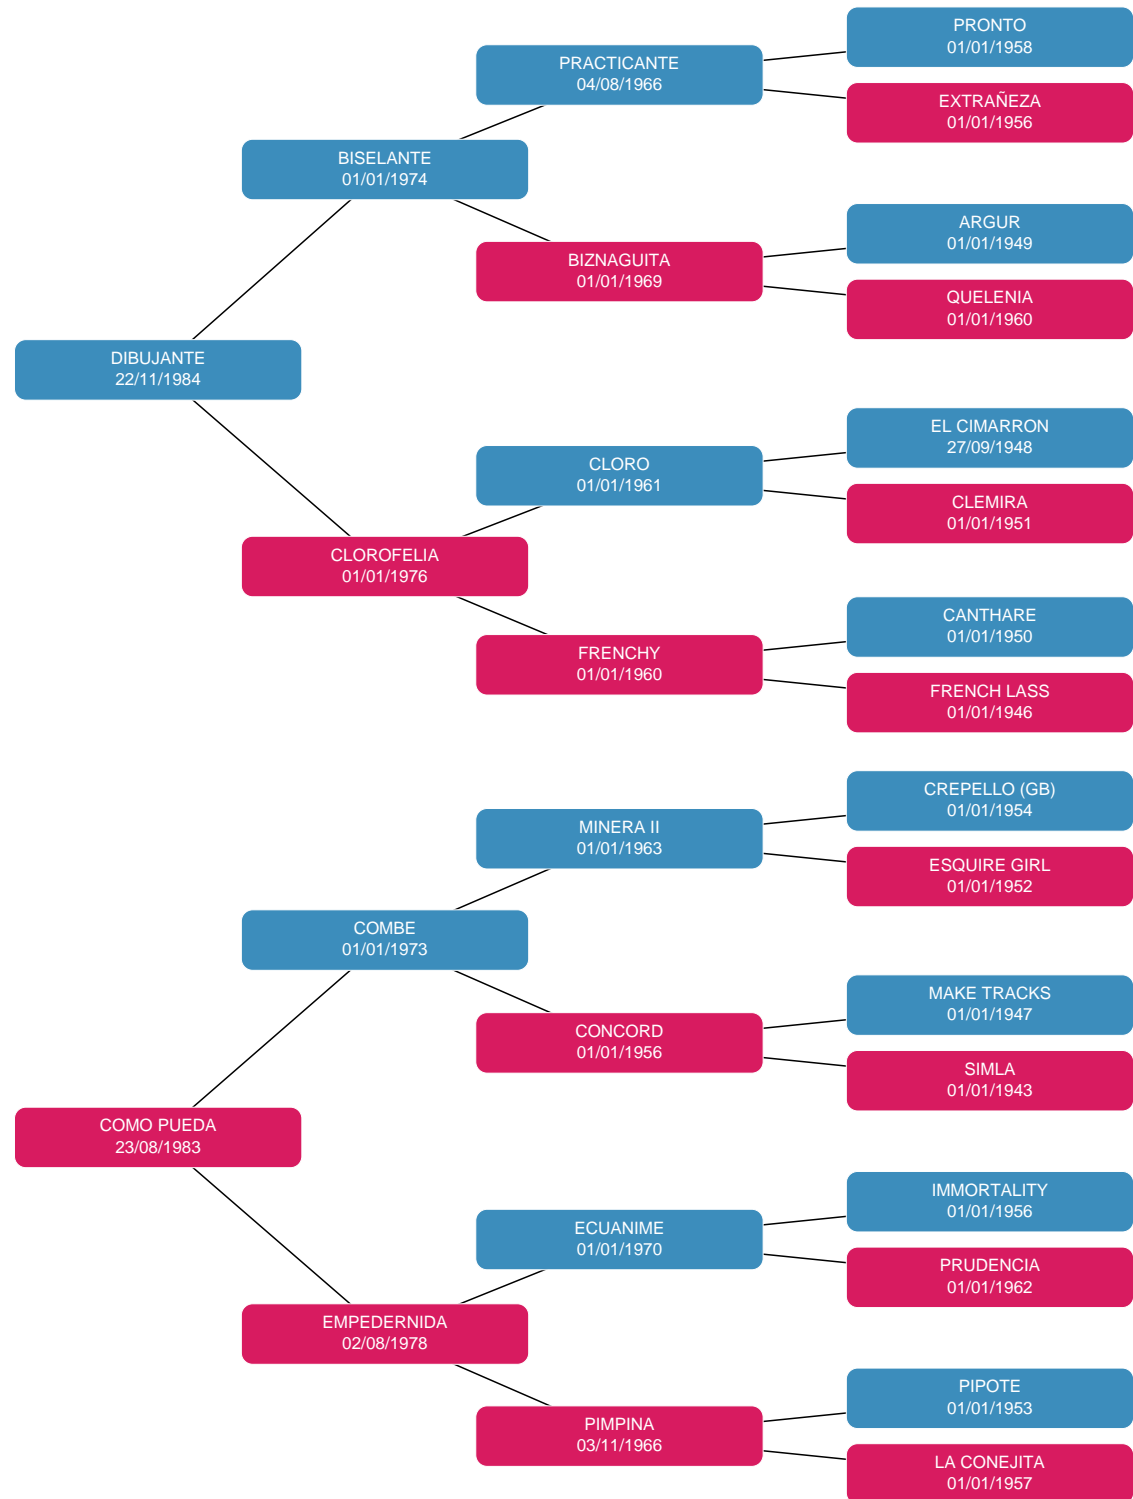 PRONTO
01/01/1958
PRACTICANTE
04/08/1966
EXTRAÑEZA
01/01/1956
BISELANTE
01/01/1974
ARGUR
01/01/1949
BIZNAGUITA
01/01/1969
QUELENIA
01/01/1960
DIBUJANTE
22/11/1984
EL CIMARRON
27/09/1948
CLORO
01/01/1961
CLEMIRA
01/01/1951
CLOROFELIA
01/01/1976
CANTHARE
01/01/1950
FRENCHY
01/01/1960
FRENCH LASS
01/01/1946
CREPELLO (GB)
01/01/1954
MINERA II
01/01/1963
ESQUIRE GIRL
01/01/1952
COMBE
01/01/1973
MAKE TRACKS
01/01/1947
CONCORD
01/01/1956
SIMLA
01/01/1943
COMO PUEDA
23/08/1983
IMMORTALITY
01/01/1956
ECUANIME
01/01/1970
PRUDENCIA
01/01/1962
EMPEDERNIDA
02/08/1978
PIPOTE
01/01/1953
PIMPINA
03/11/1966
LA CONEJITA
01/01/1957